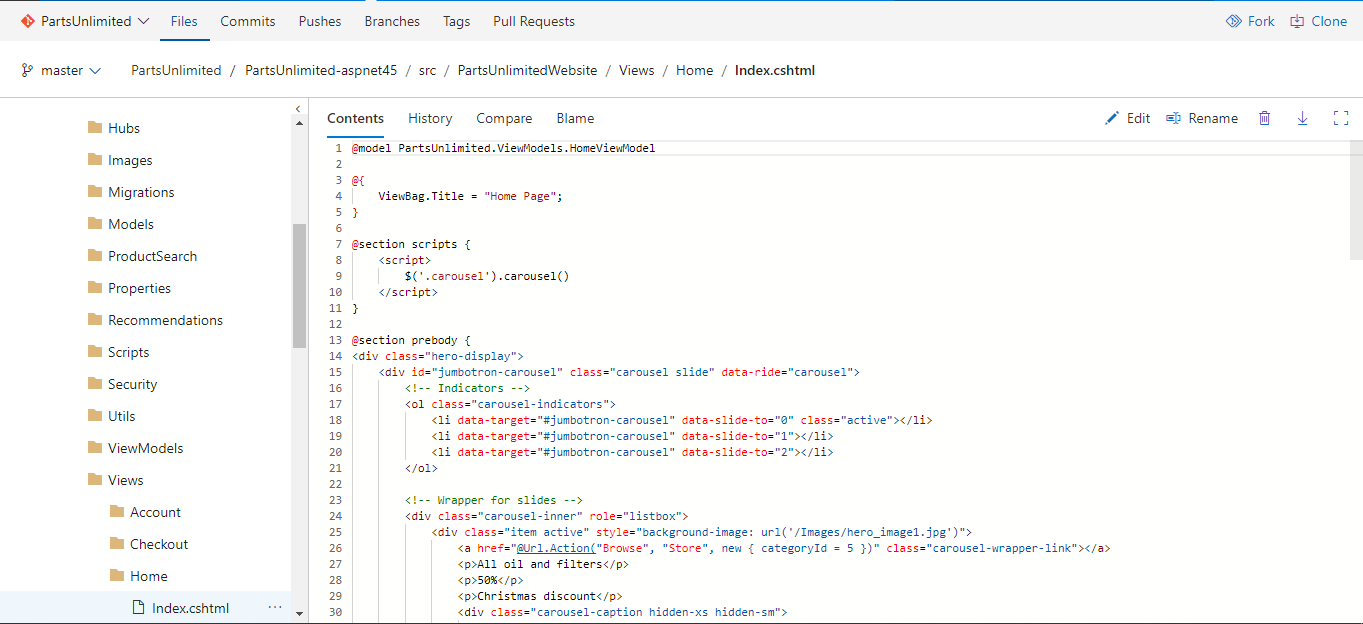 PartsUnlimited Files Commits Pushes Branches Tags Pull Requests Fork Clone
master PartsUnlimited / PartsUnlimited-aspnet45 / src / PartsUnlimitedWebsite / Views / Home / Index.cshtml
Hubs
Images
Migrations
Models
ProductSearch
Properties
Recommendations
Scripts
Security
Utils
ViewModels
Views
Account
Checkout
Home
Index.cshtml ...
Contents History Compare Blame Edit Rename
1 @model PartsUnlimited.ViewModels.HomeViewModel
2
3 @{
4 ViewBag.Title = "Home Page";
5 }
6
7 @section scripts {
8 <script>
9 $('.carousel').carousel()
10 </script>
11 }
12
13 @section prebody {
14 <div class="hero-display">
15 <div id="jumbotron-carousel" class="carousel slide" data-ride="carousel">
16 <!-- Indicators -->
17 <ol class="carousel-indicators">
18 <li data-target="#jumbotron-carousel" data-slide-to="0" class="active"></li>
19 <li data-target="#jumbotron-carousel" data-slide-to="1"></li>
20 <li data-target="#jumbotron-carousel" data-slide-to="2"></li>
21 </ol>
22
23 <!-- Wrapper for slides -->
24 <div class="carousel-inner" role="listbox">
25 <div class="item active" style="background-image: url('/Images/hero_image1.jpg')">
26 <a href="@Url.Action("Browse", "Store", new { categoryId = 5 })" class="carousel-wrapper-link"></a>
27 <p>All oil and filters</p>
28 <p>50%</p>
29 <p>Christmas discount</p>
30 <div class="carousel-caption hidden-xs hidden-sm">